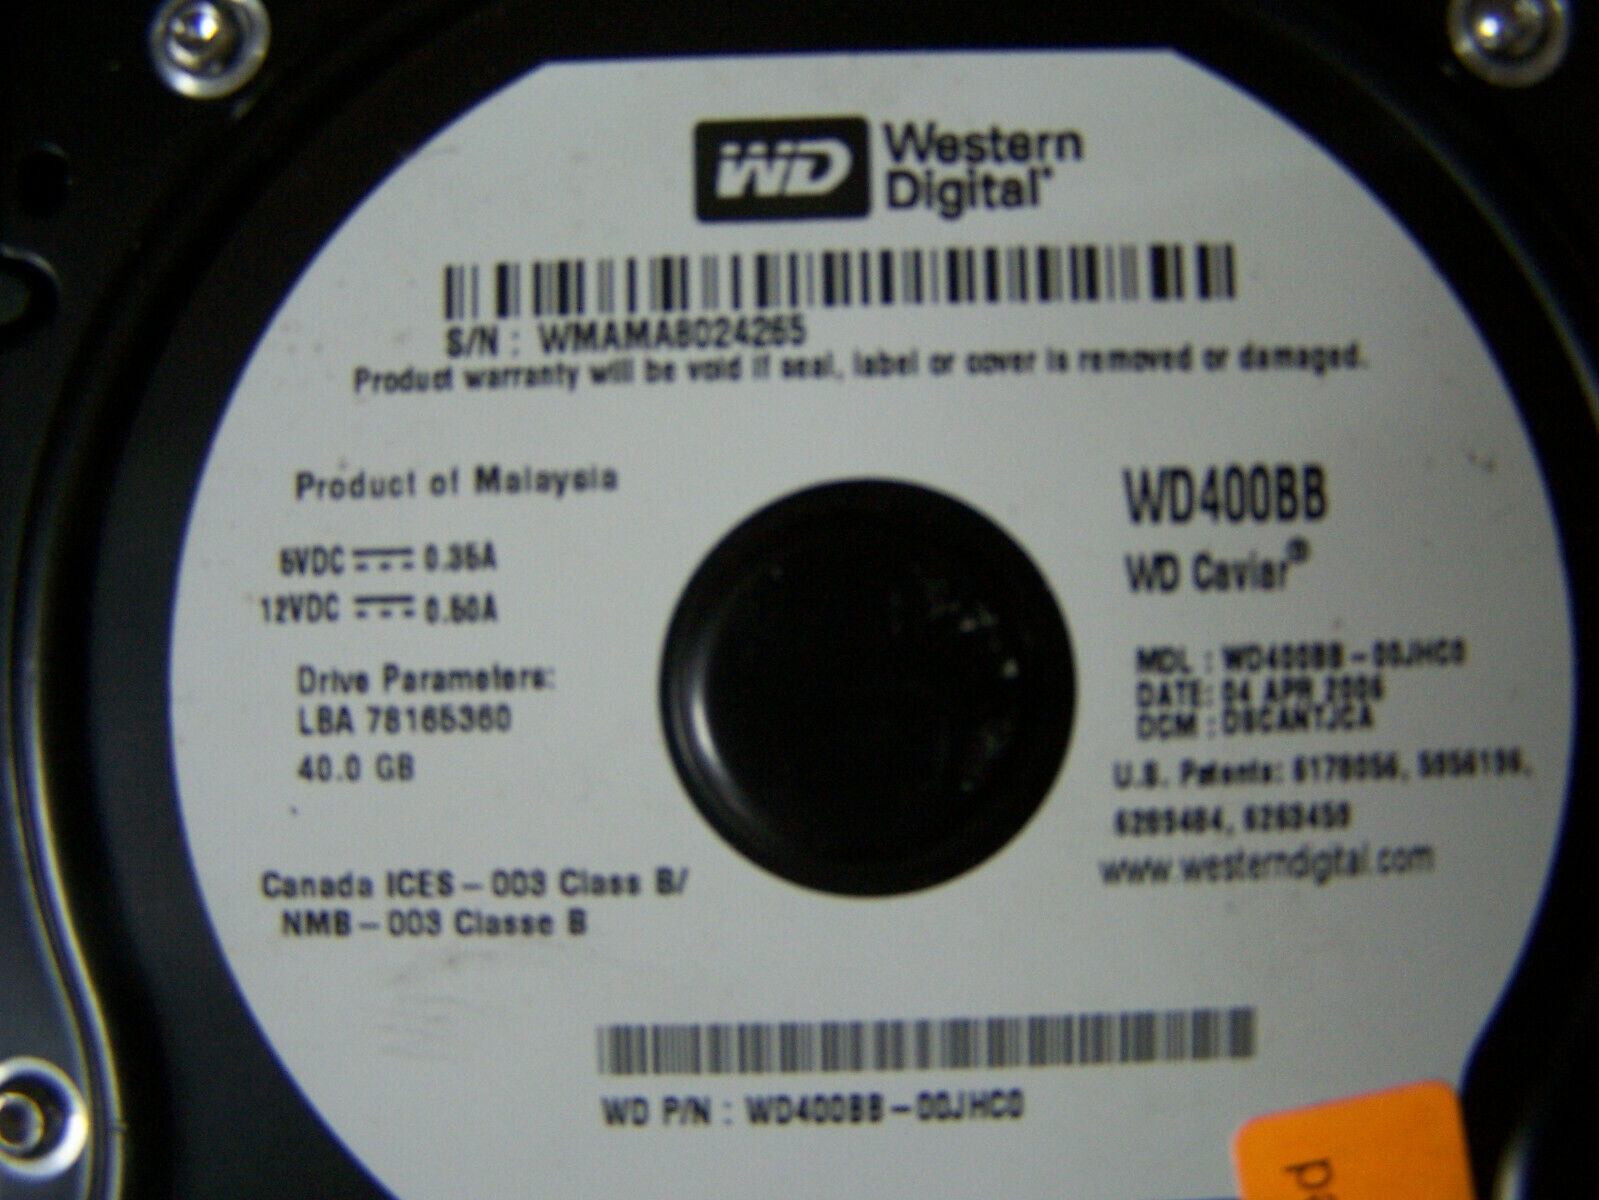 WD Western
Digital
S/N : WMAMA8024265
Product warranty will be void if seal, label or cover is removed or damaged.
Product of Malaysia
5VDC 0.35A
12VDC 0.50A
Drive Parameters:
LBA 78165360
40.0 GB
Canada ICES - 003 Class B/
NMB - 003 Classe B
WD400BB
WD Caviar®
MDL : WD400BB - 00JHC0
DATE: 04 APR 2006
DCM : DSCANTJCA
U.S. Patents: 6178056,
www.westerndigital.com
WD P/N : WD400BB - 00JHC0